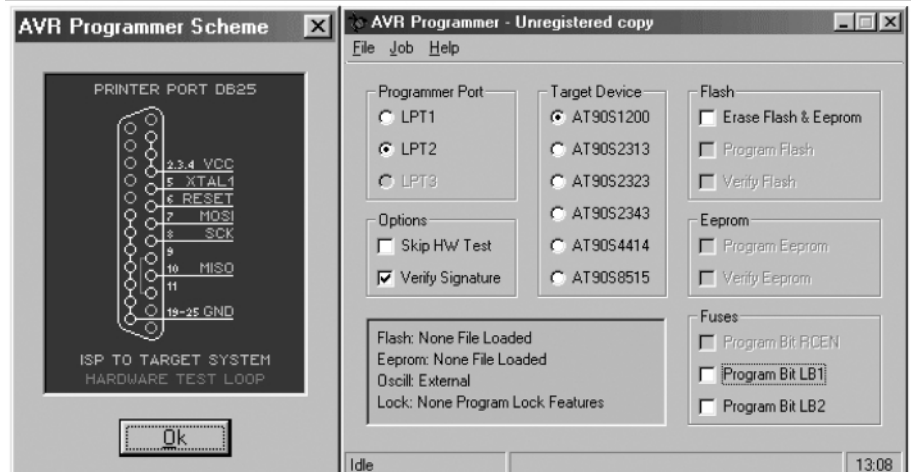 AVR Programmer Scheme
PRINTER PORT DB25
2.3.4 VCC
5 XTAL1
6 RESET
7 MOSI
8 SCK
9
10 MISO
11
19-25 GND
ISP TO TARGET SYSTEM
HARDWARE TEST LOOP
Ok
AVR Programmer - Unregistered copy
File Job Help
Programmer Port
LPT1
LPT2
LPT3
Options
Skip HW Test
Verify Signature
Target Device
AT90S1200
AT90S2313
AT90S2323
AT90S2343
AT90S4414
AT90S8515
Flash
Erase Flash & Eeprom
Program Flash
Verify Flash
Eeprom
Program Eeprom
Verify Eeprom
Fuses
Program Bit RCEN
Program Bit LB1
Program Bit LB2
Flash: None File Loaded
Eeprom: None File Loaded
Oscill: External
Lock: None Program Lock Features
Idle
13:08